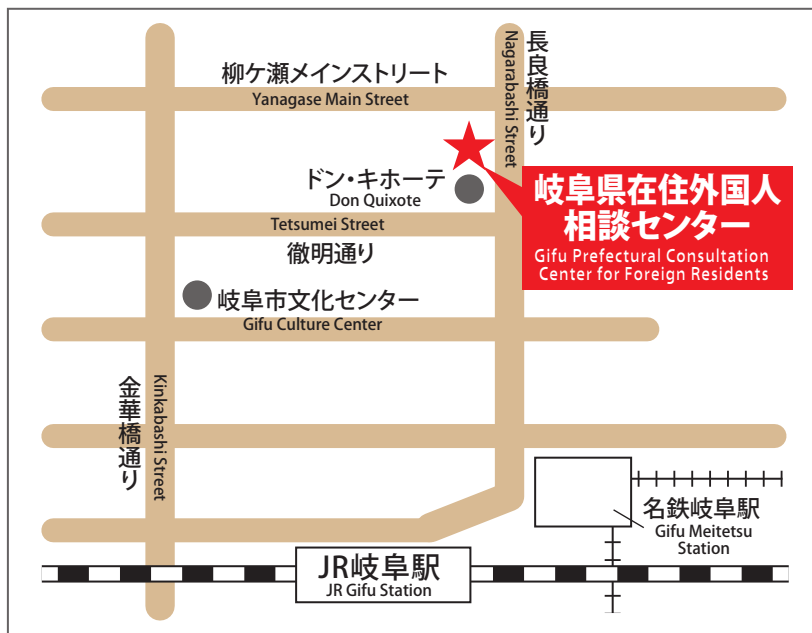 柳ケ瀬メインストリート
Yanagase Main Street
長良橋通り
Nagarabashi Street
ドン・キホーテ
Don Quixote
岐阜県在住外国人
相談センター
Gifu Prefectural Consultation
Center for Foreign Residents
Tetsumei Street
徹明通り
岐阜市文化センター
Gifu Culture Center
金華橋通り
Kinkabashi Street
名鉄岐阜駅
Gifu Meitetsu
Station
JR岐阜駅
JR Gifu Station